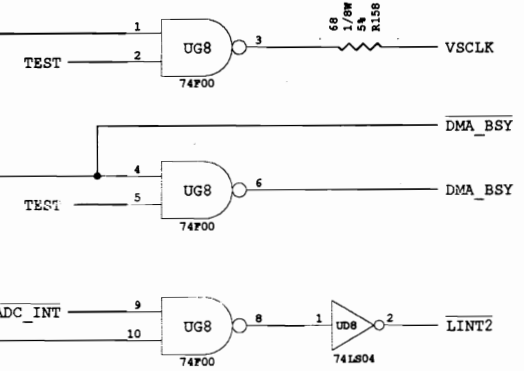 68
1/8W
5%
R158
1
2
3
UG8
74F00
TEST
VSCLK
DMA_BSY
4
5
6
UG8
74F00
TEST
DMA_BSY
ADC_INT
9
10
8
UG8
74F00
1
UD8
2
74LS04
LINT2